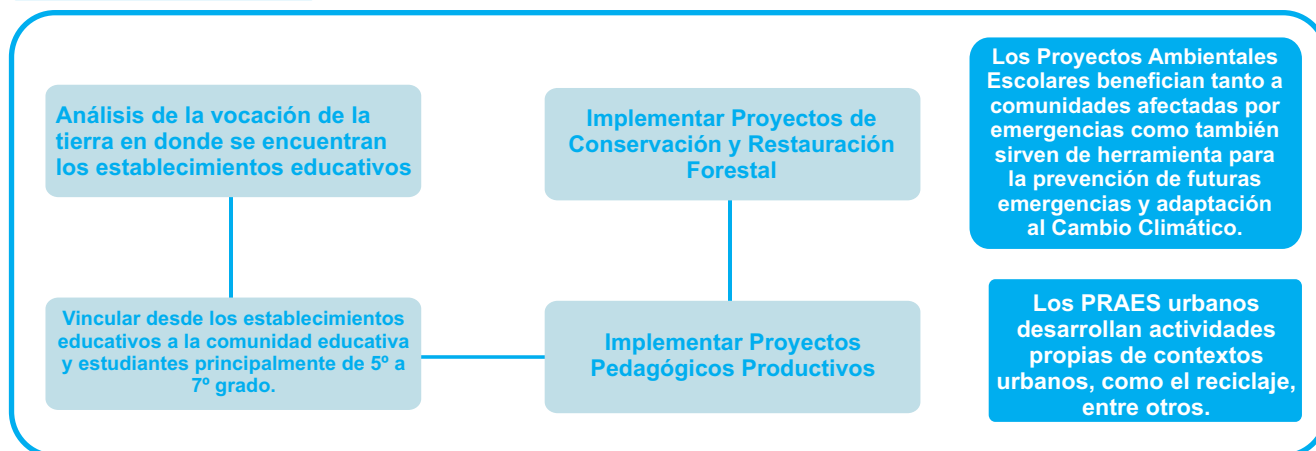 Análisis de la vocación de la
tierra en donde se encuentran
los establecimientos educativos
Implementar Proyectos de
Conservación y Restauración
Forestal
Los Proyectos Ambientales
Escolares benefician tanto a
comunidades afectadas por
emergencias como también
sirven de herramienta para
la prevención de futuras
emergencias y adaptación
al Cambio Climático.
Vincular desde los establecimientos
educativos a la comunidad educativa
y estudiantes principalmente de 5º a
7º grado.
Implementar Proyectos
Pedagógicos Productivos
Los PRAES urbanos
desarrollan actividades
propias de contextos
urbanos, como el reciclaje,
entre otros.